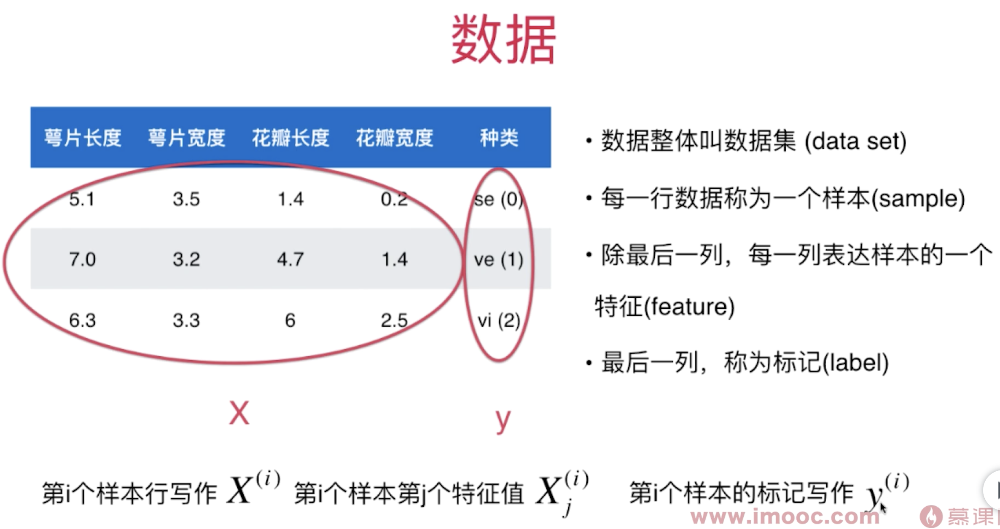 数据
萼片长度 萼片宽度 花瓣长度 花瓣宽度 种类
5.1 3.5 1.4 0.2 se (0)
7.0 3.2 4.7 1.4 ve (1)
6.3 3.3 6 2.5 vi (2)
X y
• 数据整体叫数据集 (data set)
• 每一行数据称为一个样本(sample)
• 除最后一列，每一列表达样本的一个
特征(feature)
• 最后一列，称为标记(label)
第i个样本行写作 X^(i) 第i个样本第j个特征值 X_j^(i) 第i个样本的标记写作 y^(i)
www.imooc.com 慕课